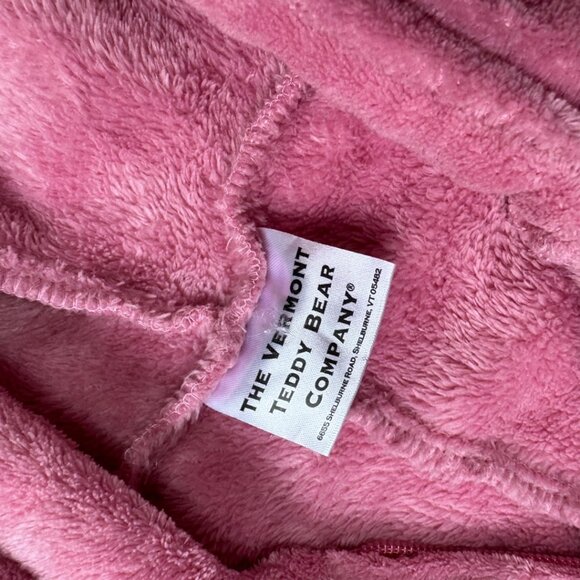 THE VERMONT
TEDDY BEAR
COMPANY®
6655 SHELBURNE ROAD, SHELBURNE, VT 05482